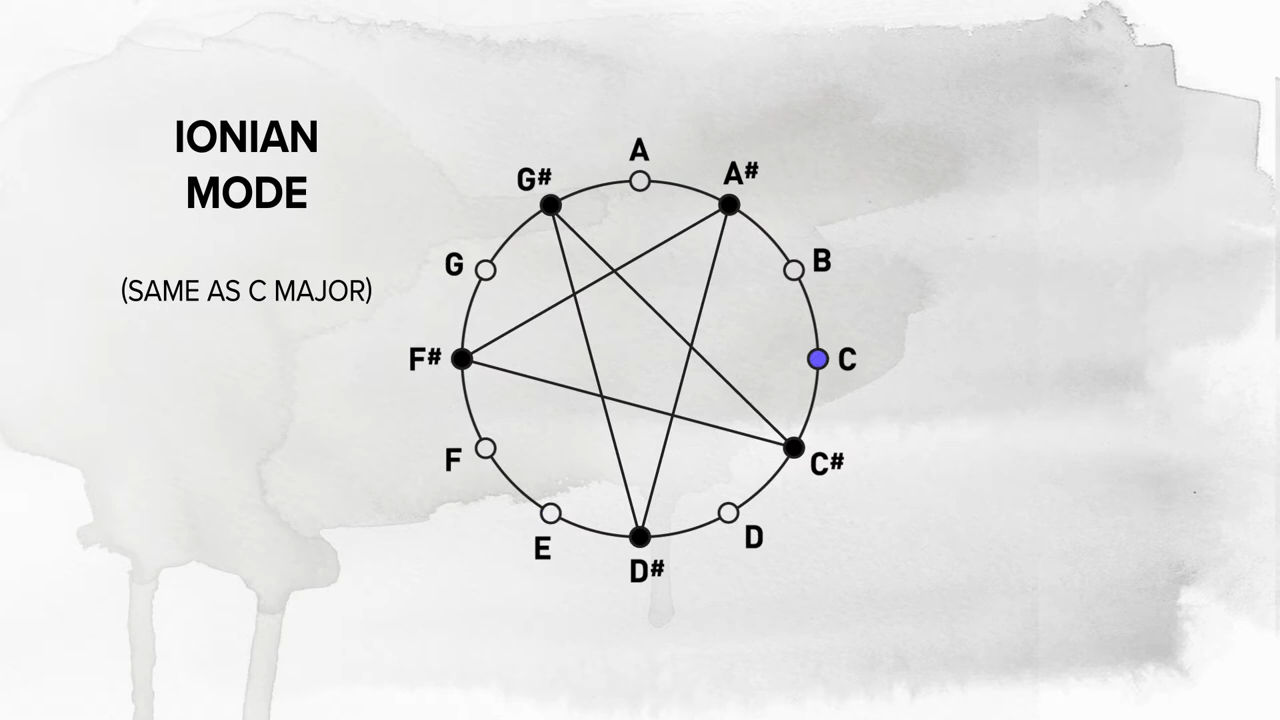 IONIAN
MODE
(SAME AS C MAJOR)
A
G#
A#
G
B
F#
C
F
C#
E
D
D#